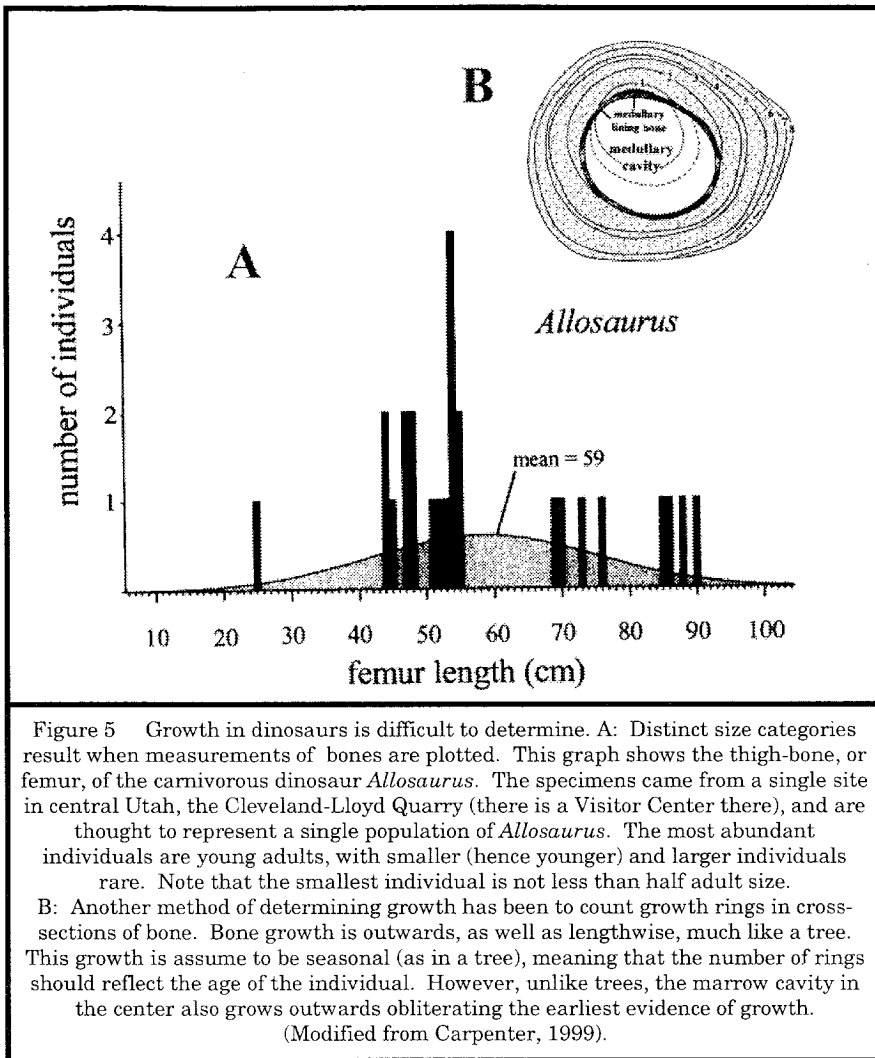 B
1 2 3 4 5 6 7 8
medullary
lining bone
medullary
cavity
A
Allosaurus
number of individuals
4
3
2
1
mean = 59
10 20 30 40 50 60 70 80 90 100
femur length (cm)
Figure 5 Growth in dinosaurs is difficult to determine. A: Distinct size categories
result when measurements of bones are plotted. This graph shows the thigh-bone, or
femur, of the carnivorous dinosaur Allosaurus. The specimens came from a single site
in central Utah, the Cleveland-Lloyd Quarry (there is a Visitor Center there), and are
thought to represent a single population of Allosaurus. The most abundant
individuals are young adults, with smaller (hence younger) and larger individuals
rare. Note that the smallest individual is not less than half adult size.
B: Another method of determining growth has been to count growth rings in cross-
sections of bone. Bone growth is outwards, as well as lengthwise, much like a tree.
This growth is assume to be seasonal (as in a tree), meaning that the number of rings
should reflect the age of the individual. However, unlike trees, the marrow cavity in
the center also grows outwards obliterating the earliest evidence of growth.
(Modified from Carpenter, 1999).